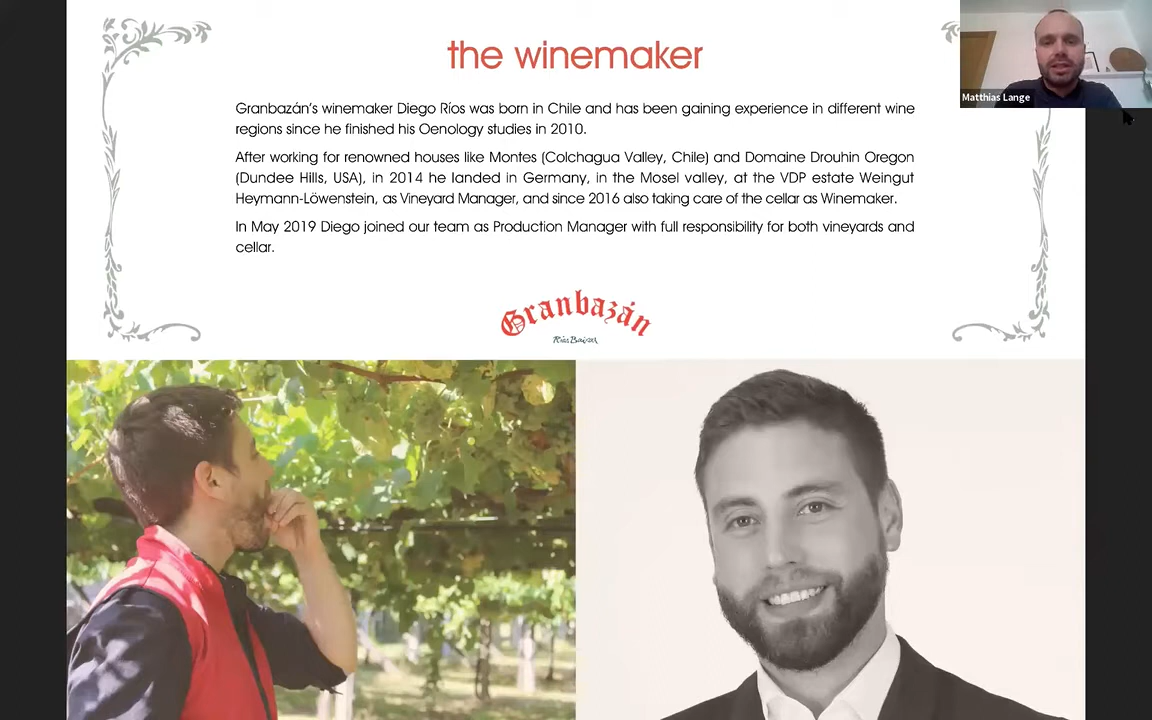 the winemaker
Matthias Lange
Granbazán's winemaker Diego Ríos was born in Chile and has been gaining experience in different wine
regions since he finished his Oenology studies in 2010.
After working for renowned houses like Montes (Colchagua Valley, Chile) and Domaine Drouhin Oregon
(Dundee Hills, USA), in 2014 he landed in Germany, in the Mosel valley, at the VDP estate Weingut
Heymann-Löwenstein, as Vineyard Manager, and since 2016 also taking care of the cellar as Winemaker.
In May 2019 Diego joined our team as Production Manager with full responsibility for both vineyards and
cellar.
Granbazán
Rías Baixas